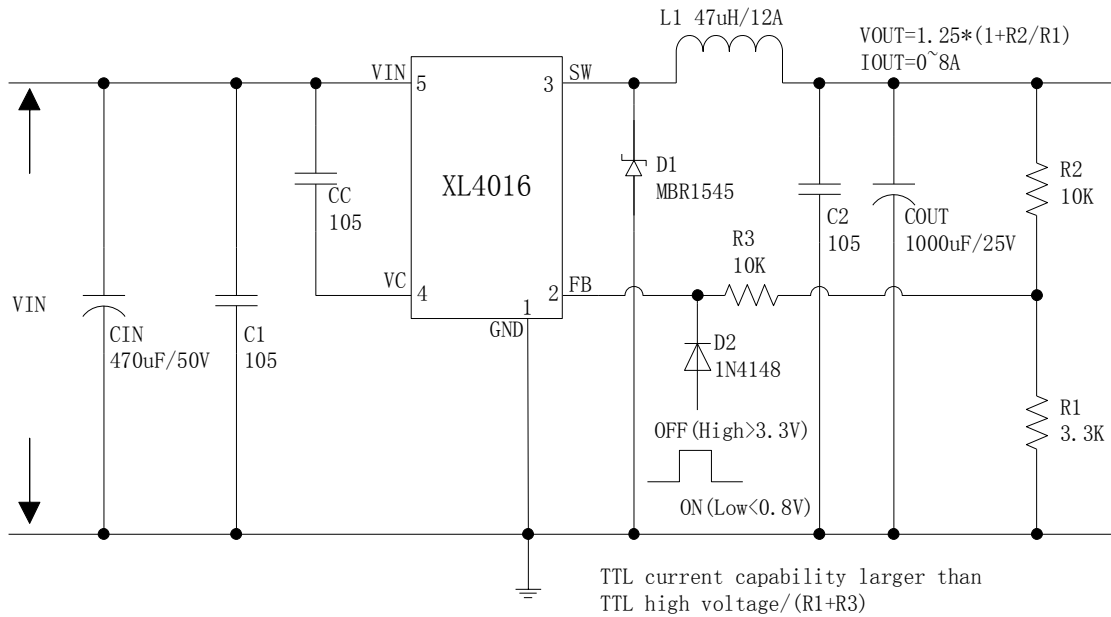 L1 47uH/12A
VOUT=1.25*(1+R2/R1)
IOUT=0~8A
VIN
5
3
SW
XL4016
CC
105
D1
MBR1545
C2
105
COUT
1000uF/25V
R2
10K
R3
10K
VC
4
2
FB
1
GND
VIN
CIN
470uF/50V
C1
105
D2
1N4148
OFF(High>3.3V)
R1
3.3K
ON(Low<0.8V)
TTL current capability larger than
TTL high voltage/(R1+R3)